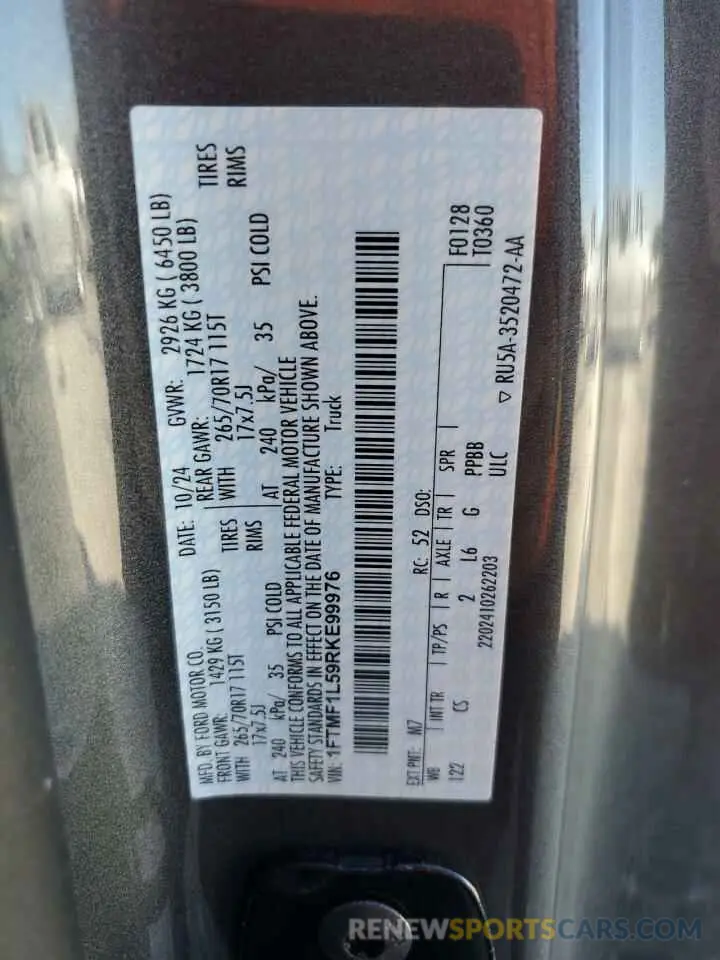 MFD. BY FORD MOTOR CO.
DATE: 10/24 GVWR: 2926 KG ( 6450 LB)
FRONT GAWR: 1429 KG ( 3150 LB)
REAR GAWR: 1724 KG ( 3800 LB)
WITH 265/70R17 115T TIRES
WITH 265/70R17 115T TIRES
17x7.5J RIMS
17x7.5J RIMS
AT 240 kPa/ 35 PSI COLD
AT 240 kPa/ 35 PSI COLD
THIS VEHICLE CONFORMS TO ALL APPLICABLE FEDERAL MOTOR VEHICLE
SAFETY STANDARDS IN EFFECT ON THE DATE OF MANUFACTURE SHOWN ABOVE.
VIN: 1FTMF1L59RKE99976 TYPE: Truck
EXT PNT: M7 RC: 52 DSO: F0128
WB INT TR TP/PS R AXLE TR SPR T0360
122 CS 2 L6 G PPBB
2202410262203 ULC
▽ RU5A-3520472-AA
RENEWSPORTSCARS.COM